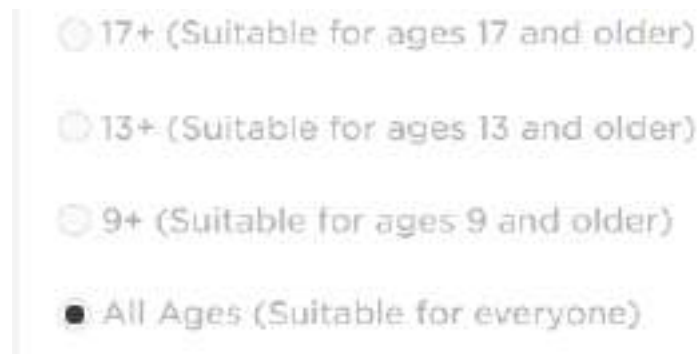 17+ (Suitable for ages 17 and older)
13+ (Suitable for ages 13 and older)
9+ (Suitable for ages 9 and older)
All Ages (Suitable for everyone)